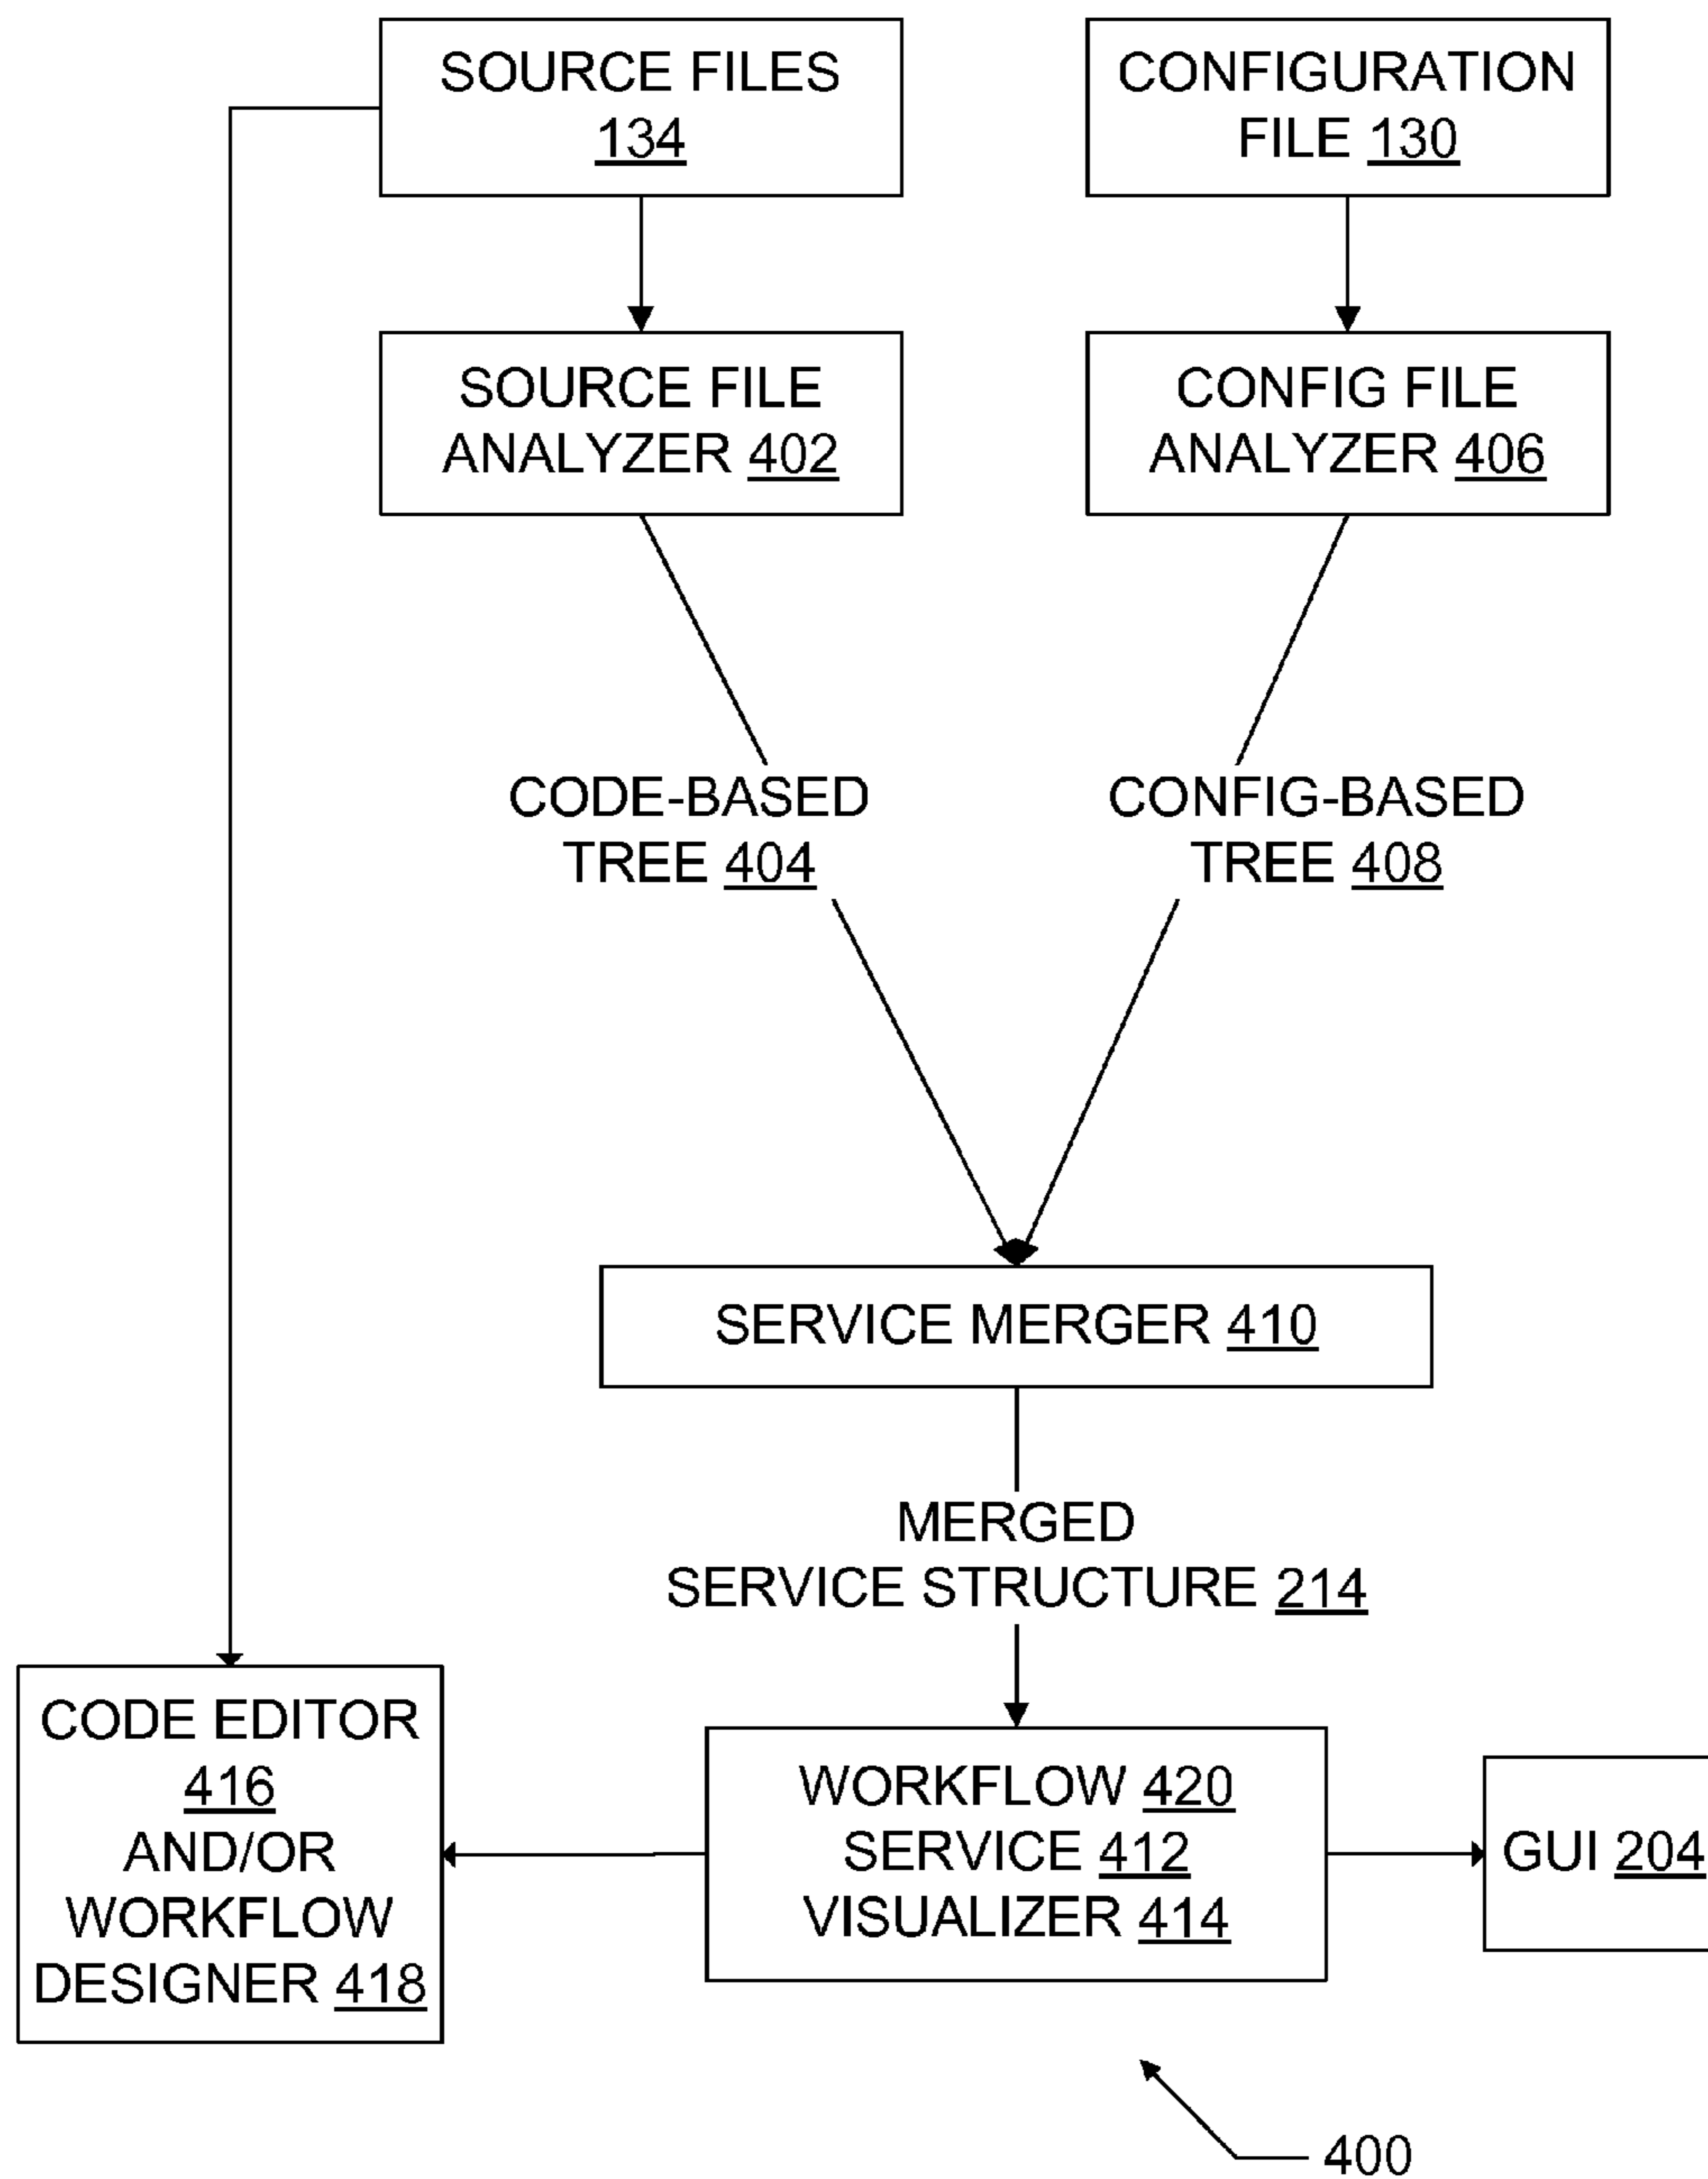 SOURCE FILES
134
CONFIGURATION
FILE 130
SOURCE FILE
ANALYZER 402
CONFIG FILE
ANALYZER 406
CODE-BASED
TREE 404
CONFIG-BASED
TREE 408
SERVICE MERGER 410
MERGED
SERVICE STRUCTURE 214
CODE EDITOR
416
AND/OR
WORKFLOW
DESIGNER 418
WORKFLOW 420
SERVICE 412
VISUALIZER 414
GUI 204
400